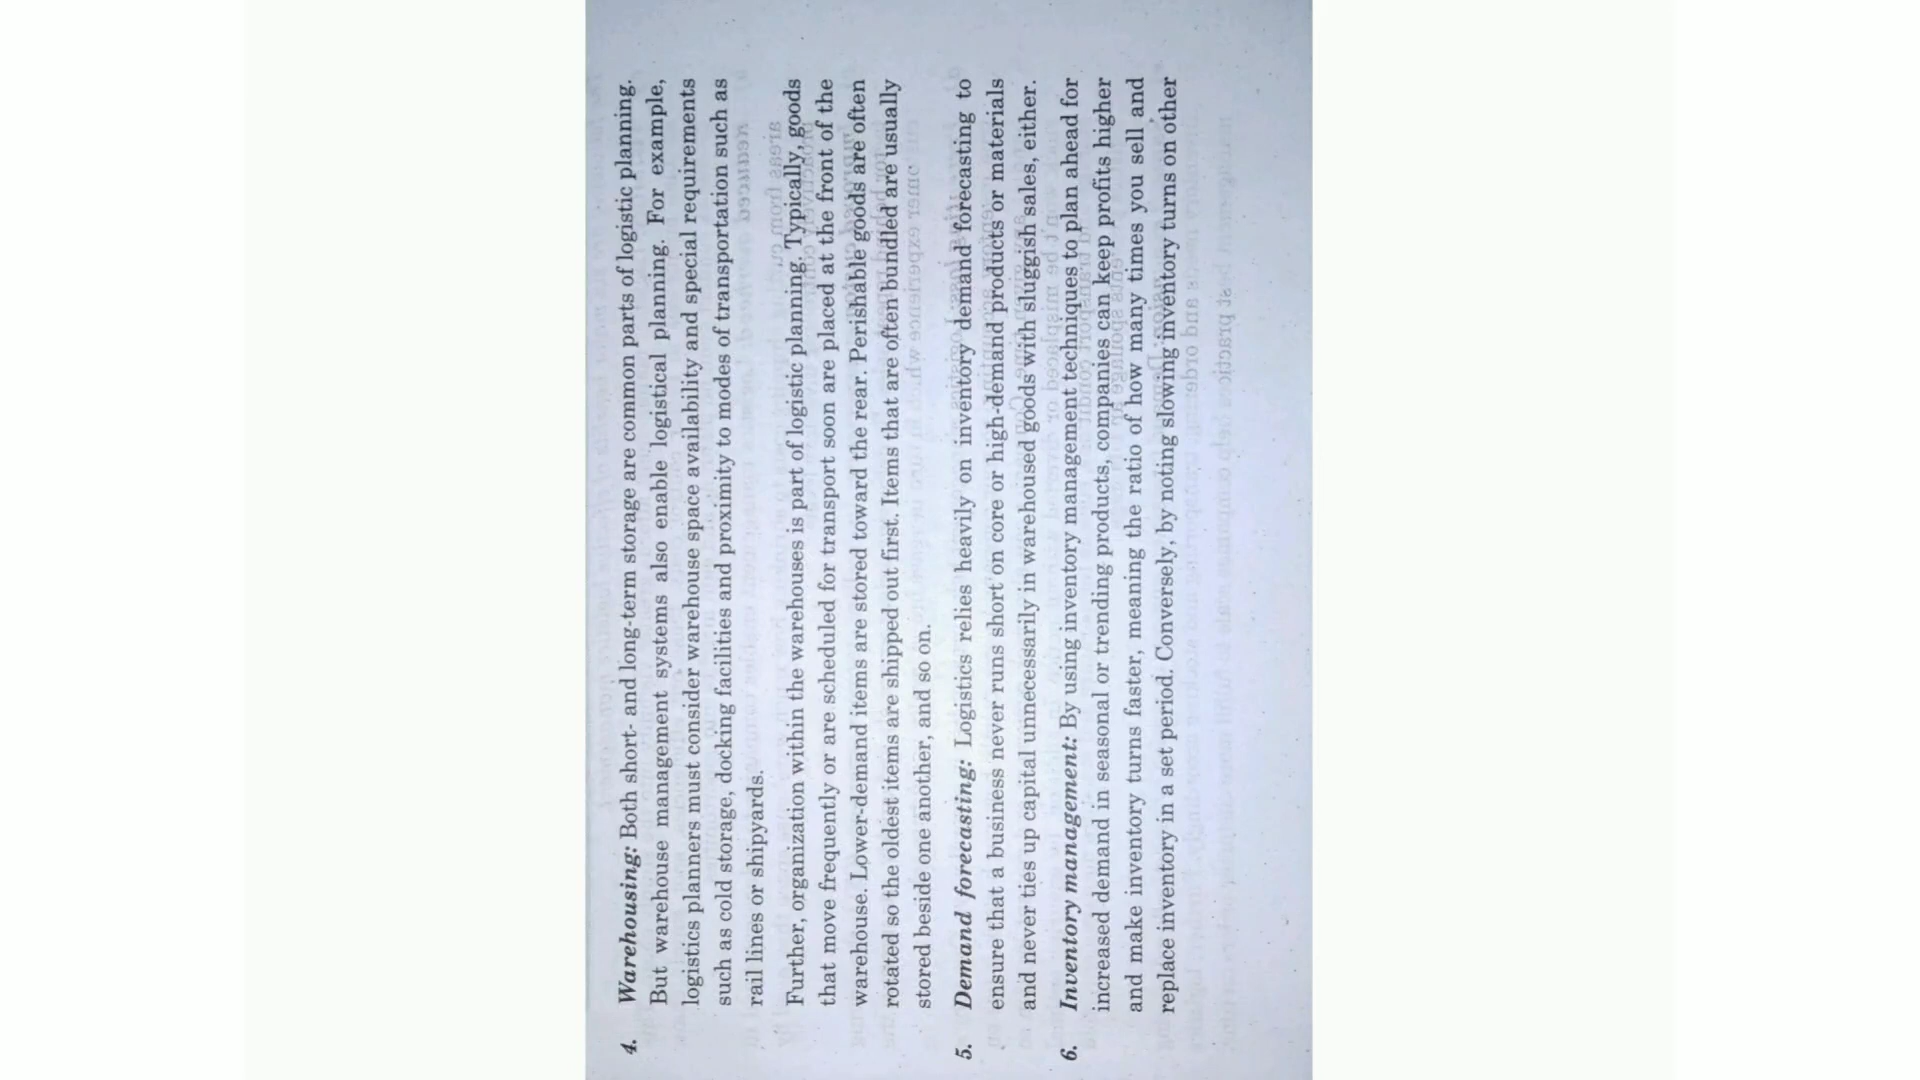 4. Warehousing: Both short- and long-term storage are common parts of logistic planning.
But warehouse management systems also enable logistical planning. For example,
logistics planners must consider warehouse space availability and special requirements
such as cold storage, docking facilities and proximity to modes of transportation such as
rail lines or shipyards.
Further, organization within the warehouses is part of logistic planning. Typically, goods
that move frequently or are scheduled for transport soon are placed at the front of the
warehouse. Lower-demand items are stored toward the rear. Perishable goods are often
rotated so the oldest items are shipped out first. Items that are often bundled are usually
stored beside one another, and so on.
5. Demand forecasting: Logistics relies heavily on inventory demand forecasting to
ensure that a business never runs short on core or high-demand products or materials
and never ties up capital unnecessarily in warehoused goods with sluggish sales, either.
6. Inventory management: By using inventory management techniques to plan ahead for
increased demand in seasonal or trending products, companies can keep profits higher
and make inventory turns faster, meaning the ratio of how many times you sell and
replace inventory in a set period. Conversely, by noting slowing inventory turns on other